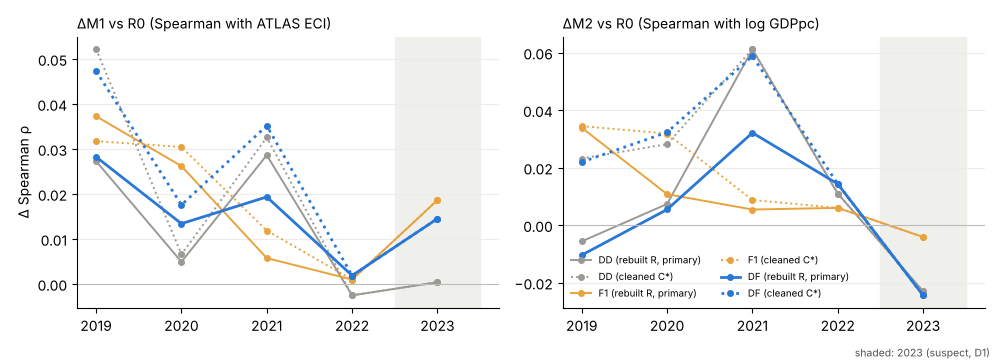 ΔM1 vs R0 (Spearman with ATLAS ECI)
Δ Spearman ρ
0.05
0.04
0.03
0.02
0.01
0.00
2019 2020 2021 2022 2023
ΔM2 vs R0 (Spearman with log GDPpc)
0.06
0.04
0.02
0.00
−0.02
DD (rebuilt R, primary)
DD (cleaned C*)
F1 (rebuilt R, primary)
F1 (cleaned C*)
DF (rebuilt R, primary)
DF (cleaned C*)
2019 2020 2021 2022 2023
shaded: 2023 (suspect, D1)